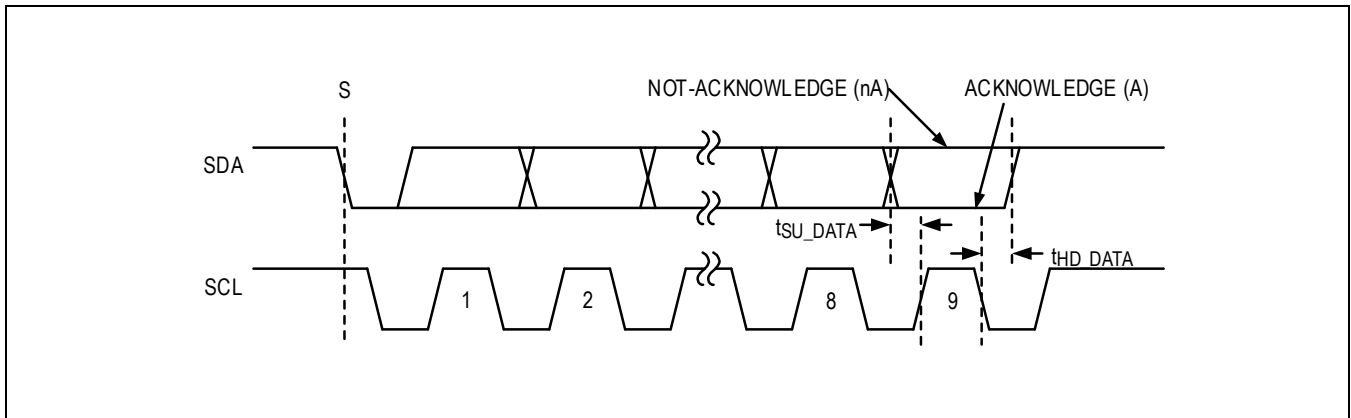 S
NOT-ACKNOWLEDGE (nA)
ACKNOWLEDGE (A)
SDA
tSU_DATA
tHD_DATA
SCL
1
2
8
9